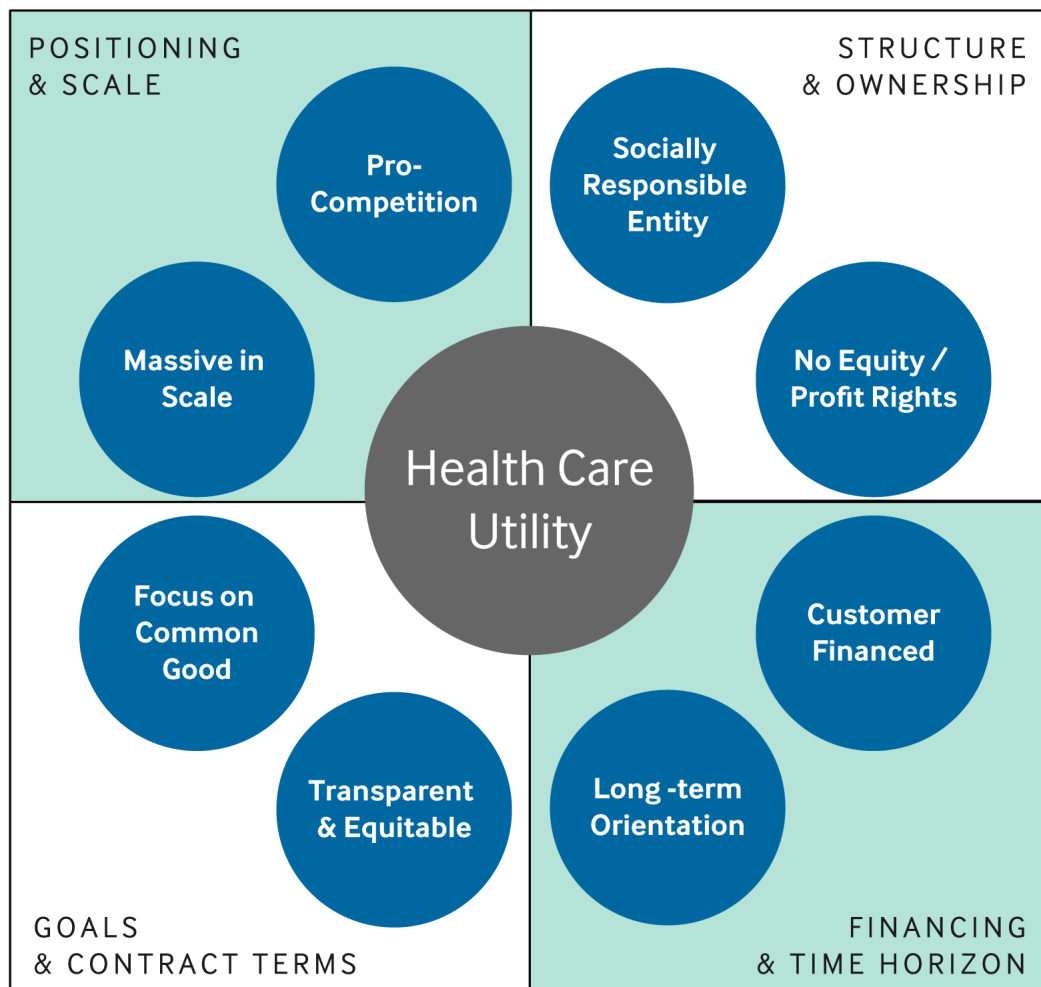 POSITIONING
& SCALE
Pro-
Competition
Massive in
Scale
STRUCTURE
& OWNERSHIP
Socially
Responsible
Entity
No Equity /
Profit Rights
Health Care
Utility
Focus on
Common
Good
Transparent
& Equitable
GOALS
& CONTRACT TERMS
Customer
Financed
Long -term
Orientation
FINANCING
& TIME HORIZON